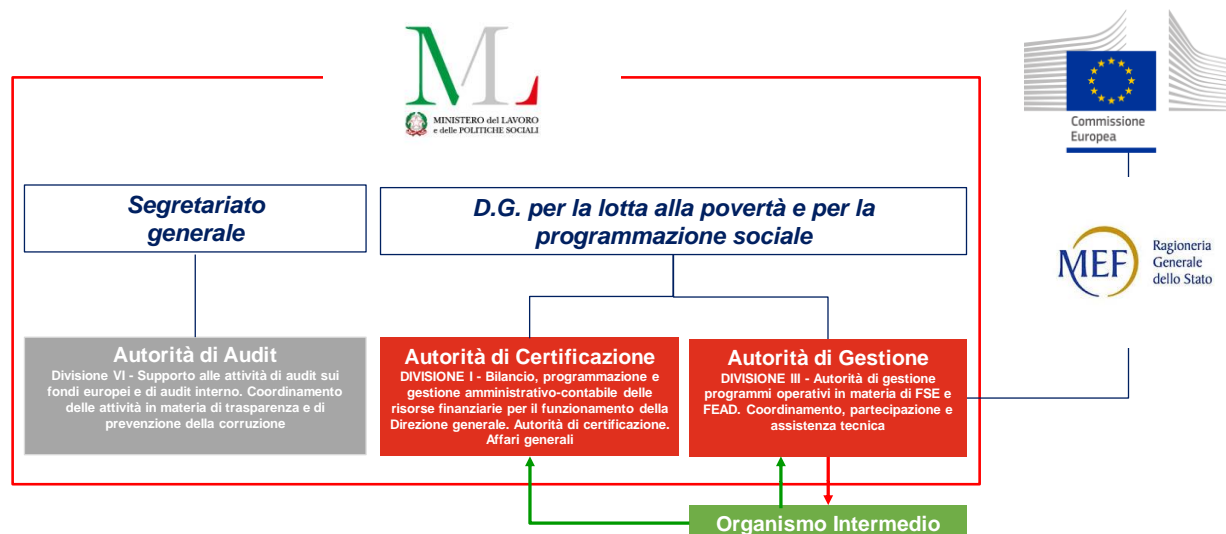 ML
MINISTERO del LAVORO
e delle POLITICHE SOCIALI
Commissione
Europea
Segretariato
generale
D.G. per la lotta alla povertà e per la
programmazione sociale
MEF
Ragioneria
Generale
dello Stato
Autorità di Audit
Divisione VI - Supporto alle attività di audit sui
fondi europei e di audit interno. Coordinamento
delle attività in materia di trasparenza e di
prevenzione della corruzione
Autorità di Certificazione
DIVISIONE I - Bilancio, programmazione e
gestione amministrativo-contabile delle
risorse finanziarie per il funzionamento della
Direzione generale. Autorità di certificazione.
Affari generali
Autorità di Gestione
DIVISIONE III - Autorità di gestione
programmi operativi in materia di FSE e
FEAD. Coordinamento, partecipazione e
assistenza tecnica
Organismo Intermedio